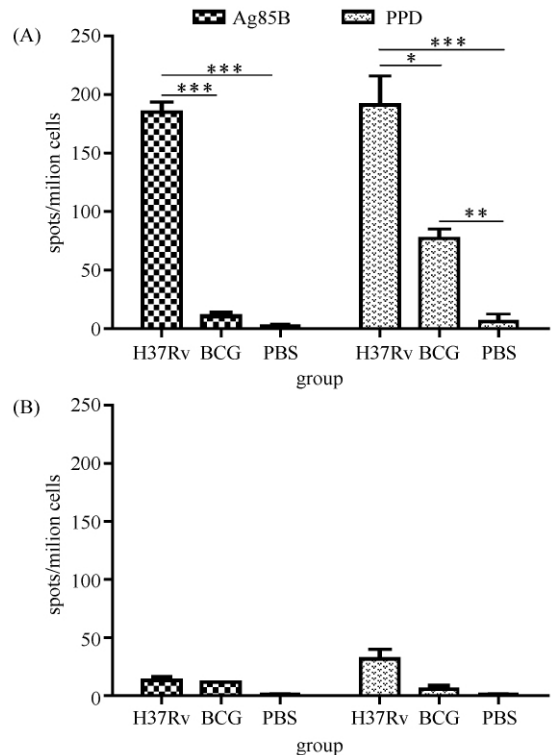 Ag85B PPD
(A)
*** ***
*** *
**
250
200
150
100
50
0
spots/milion cells
H37Rv BCG PBS H37Rv BCG PBS
group
(B)
250
200
150
100
50
0
spots/milion cells
H37Rv BCG PBS H37Rv BCG PBS
group